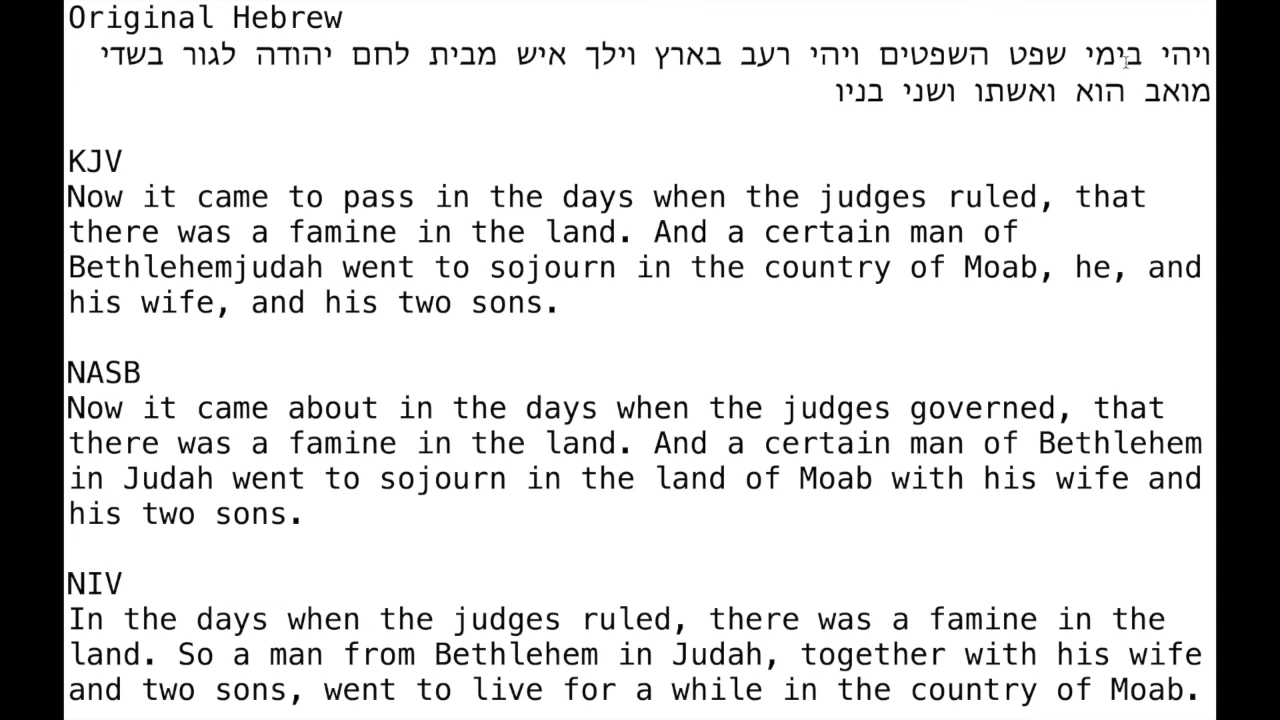 Original Hebrew
ויהי בימי שפט השפטים ויהי רעב בארץ וילך איש מבית לחם יהודה לגור בשדי
מואב הוא ואשתו ושני בניו
KJV
Now it came to pass in the days when the judges ruled, that
there was a famine in the land. And a certain man of
Bethlehemjudah went to sojourn in the country of Moab, he, and
his wife, and his two sons.
NASB
Now it came about in the days when the judges governed, that
there was a famine in the land. And a certain man of Bethlehem
in Judah went to sojourn in the land of Moab with his wife and
his two sons.
NIV
In the days when the judges ruled, there was a famine in the
land. So a man from Bethlehem in Judah, together with his wife
and two sons, went to live for a while in the country of Moab.